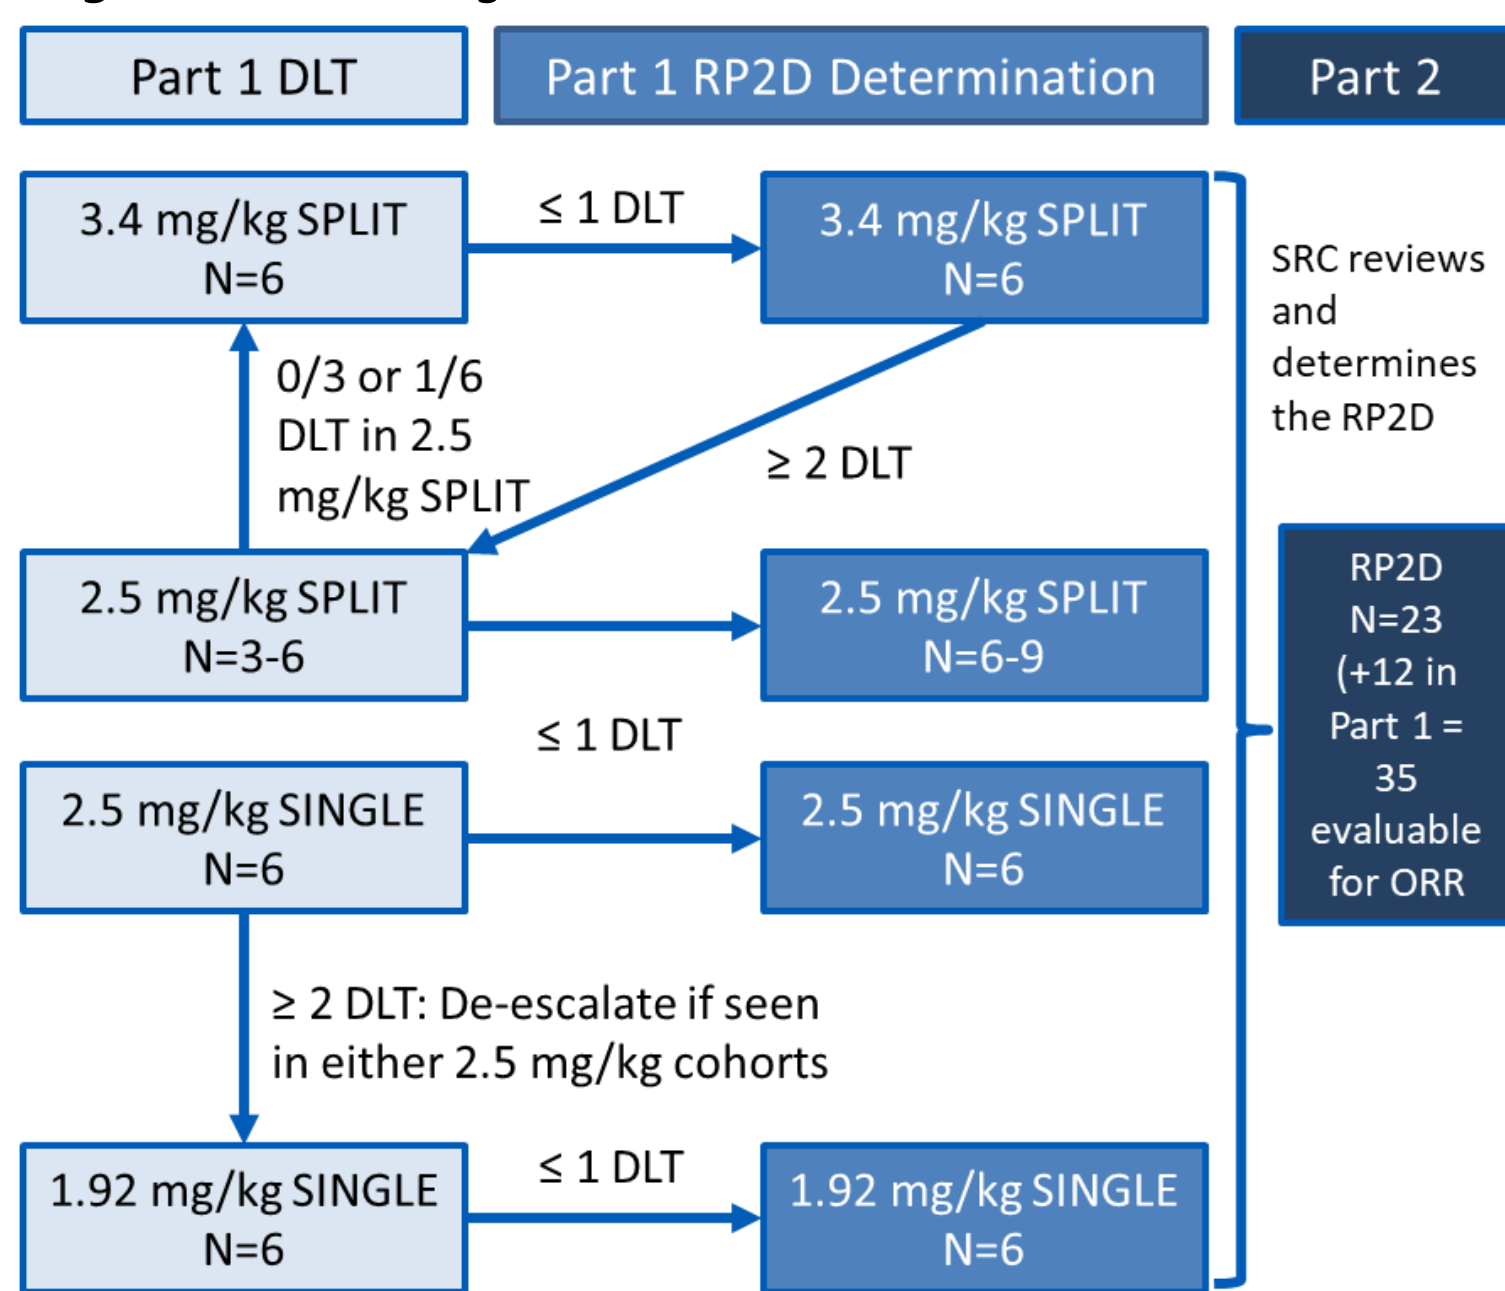 Part 1 DLT
Part 1 RP2D Determination
Part 2
3.4 mg/kg SPLIT
N=6
≤ 1 DLT
3.4 mg/kg SPLIT
N=6
SRC reviews
and
determines
the RP2D
0/3 or 1/6
DLT in 2.5
mg/kg SPLIT
≥ 2 DLT
2.5 mg/kg SPLIT
N=3-6
2.5 mg/kg SPLIT
N=6-9
RP2D
N=23
(+12 in
Part 1 =
35
evaluable
for ORR
≤ 1 DLT
2.5 mg/kg SINGLE
N=6
2.5 mg/kg SINGLE
N=6
≥ 2 DLT: De-escalate if seen
in either 2.5 mg/kg cohorts
1.92 mg/kg SINGLE
N=6
≤ 1 DLT
1.92 mg/kg SINGLE
N=6